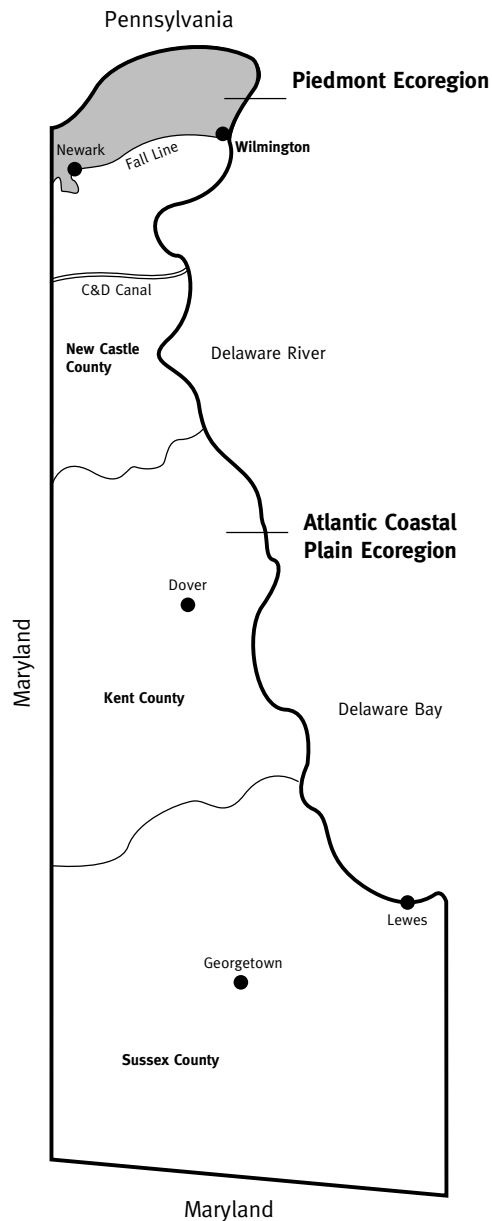 Pennsylvania
Piedmont Ecoregion
Newark
Fall Line
Wilmington
C&D Canal
New Castle
County
Delaware River
Atlantic Coastal
Plain Ecoregion
Dover
Maryland
Kent County
Delaware Bay
Lewes
Georgetown
Sussex County
Maryland